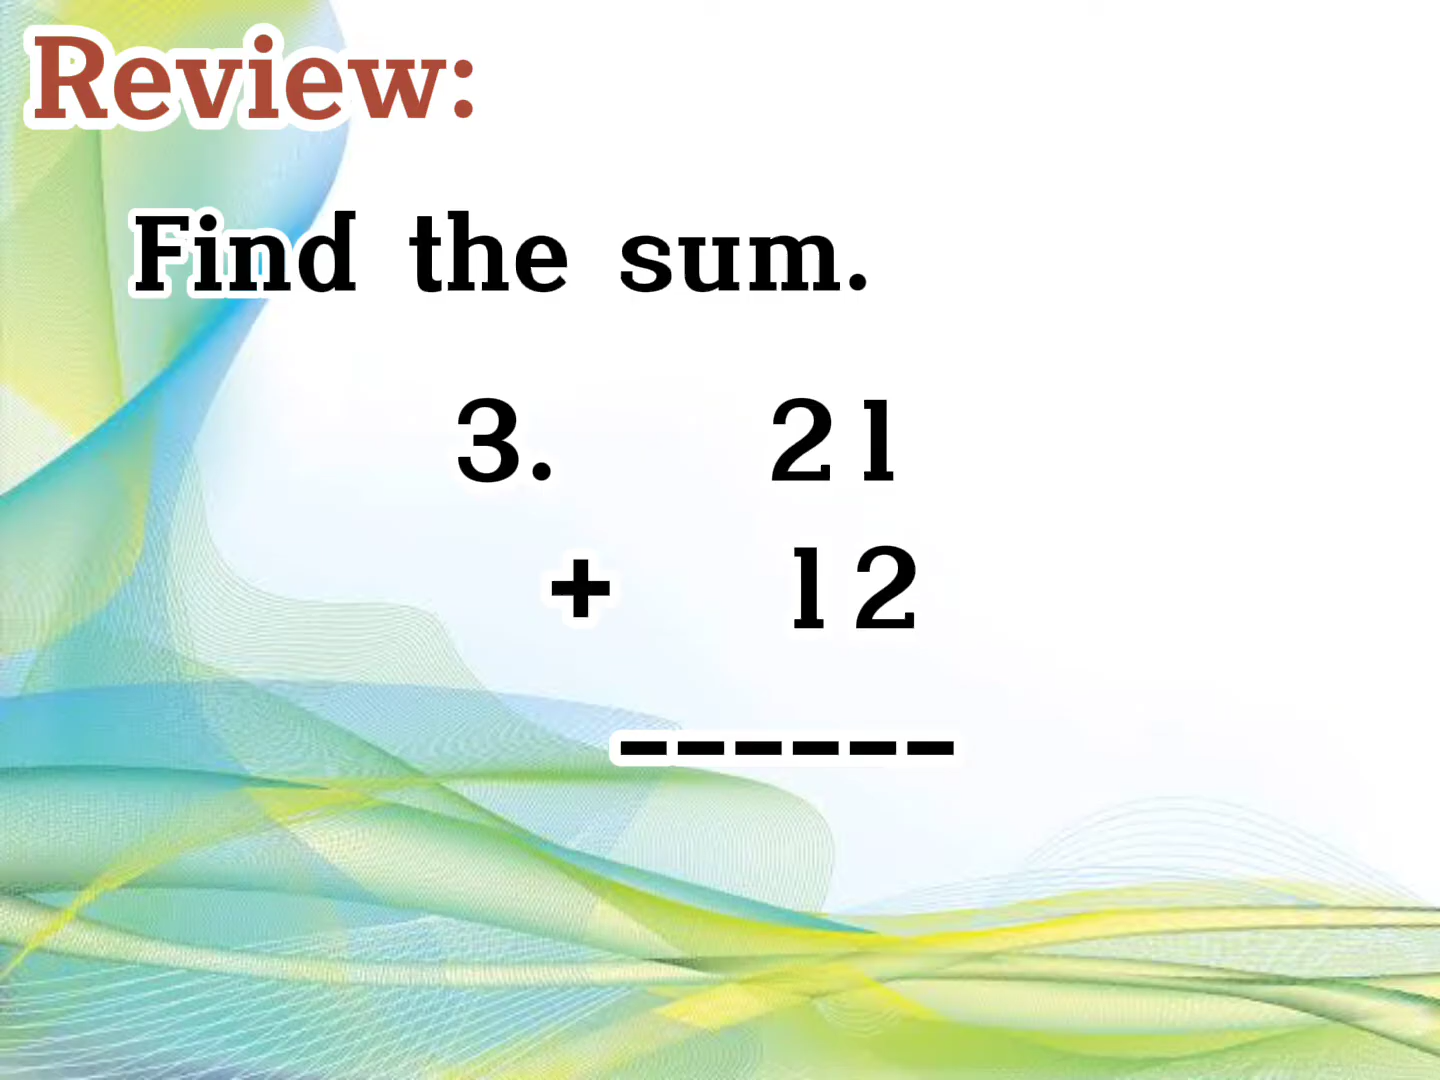 Review:
Find the sum.
3. 21
+ 12
------